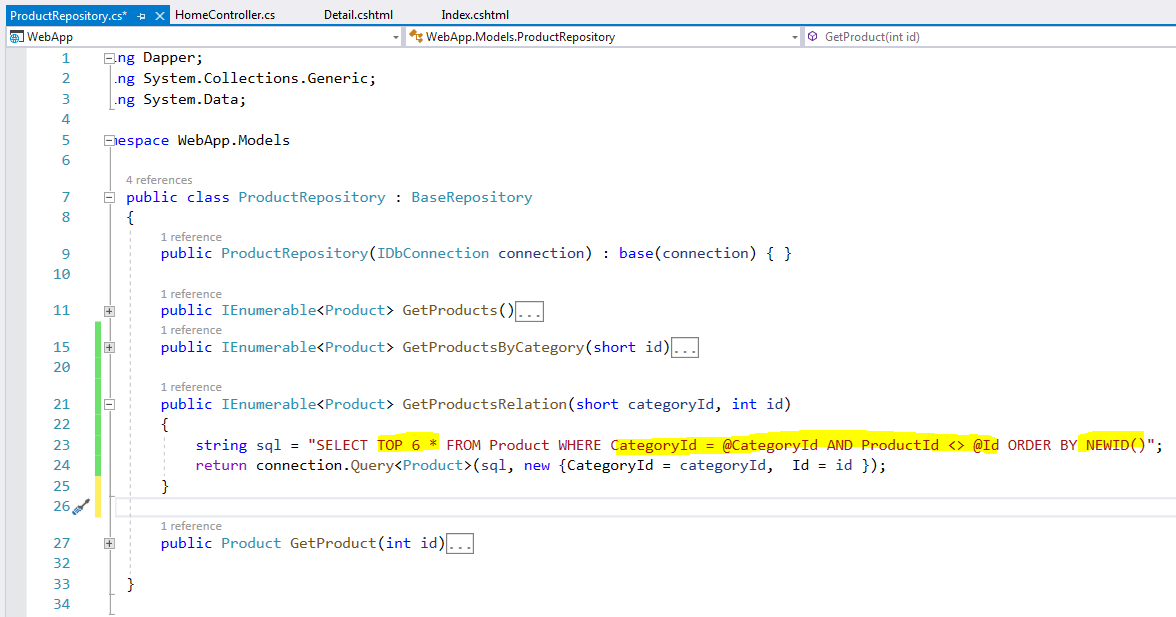 ProductRepository.cs* HomeController.cs Detail.cshtml Index.cshtml
WebApp WebApp.Models.ProductRepository GetProduct(int id)
1 ng Dapper;
2 .ng System.Collections.Generic;
3 .ng System.Data;
4
5 nespace WebApp.Models
6
4 references
7 public class ProductRepository : BaseRepository
8 {
1 reference
9 public ProductRepository(IDbConnection connection) : base(connection) { }
10
1 reference
11 public IEnumerable<Product> GetProducts()...
1 reference
15 public IEnumerable<Product> GetProductsByCategory(short id)...
20
1 reference
21 public IEnumerable<Product> GetProductsRelation(short categoryId, int id)
22 {
23 string sql = "SELECT TOP 6 * FROM Product WHERE CategoryId = @CategoryId AND ProductId <> @Id ORDER BY NEWID()";
24 return connection.Query<Product>(sql, new {CategoryId = categoryId, Id = id });
25 }
26
1 reference
27 public Product GetProduct(int id)...
32
33 }
34